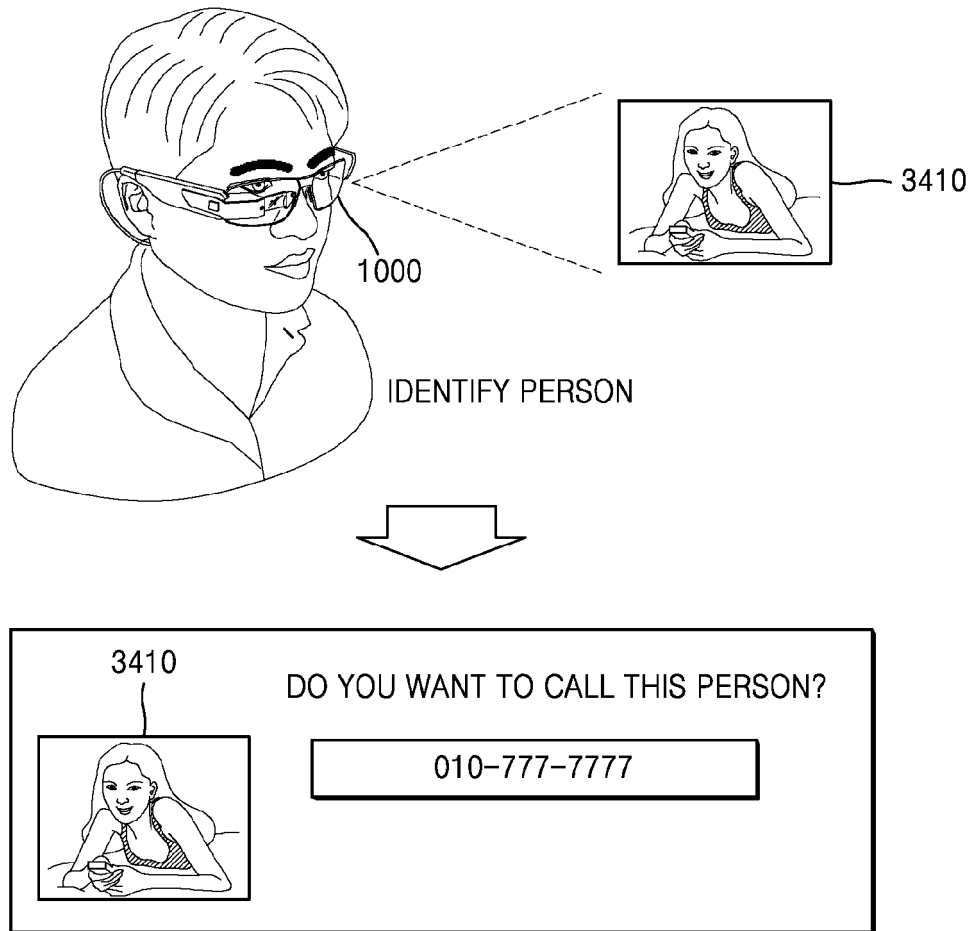 3410
1000
IDENTIFY PERSON
3410
DO YOU WANT TO CALL THIS PERSON?
010-777-7777